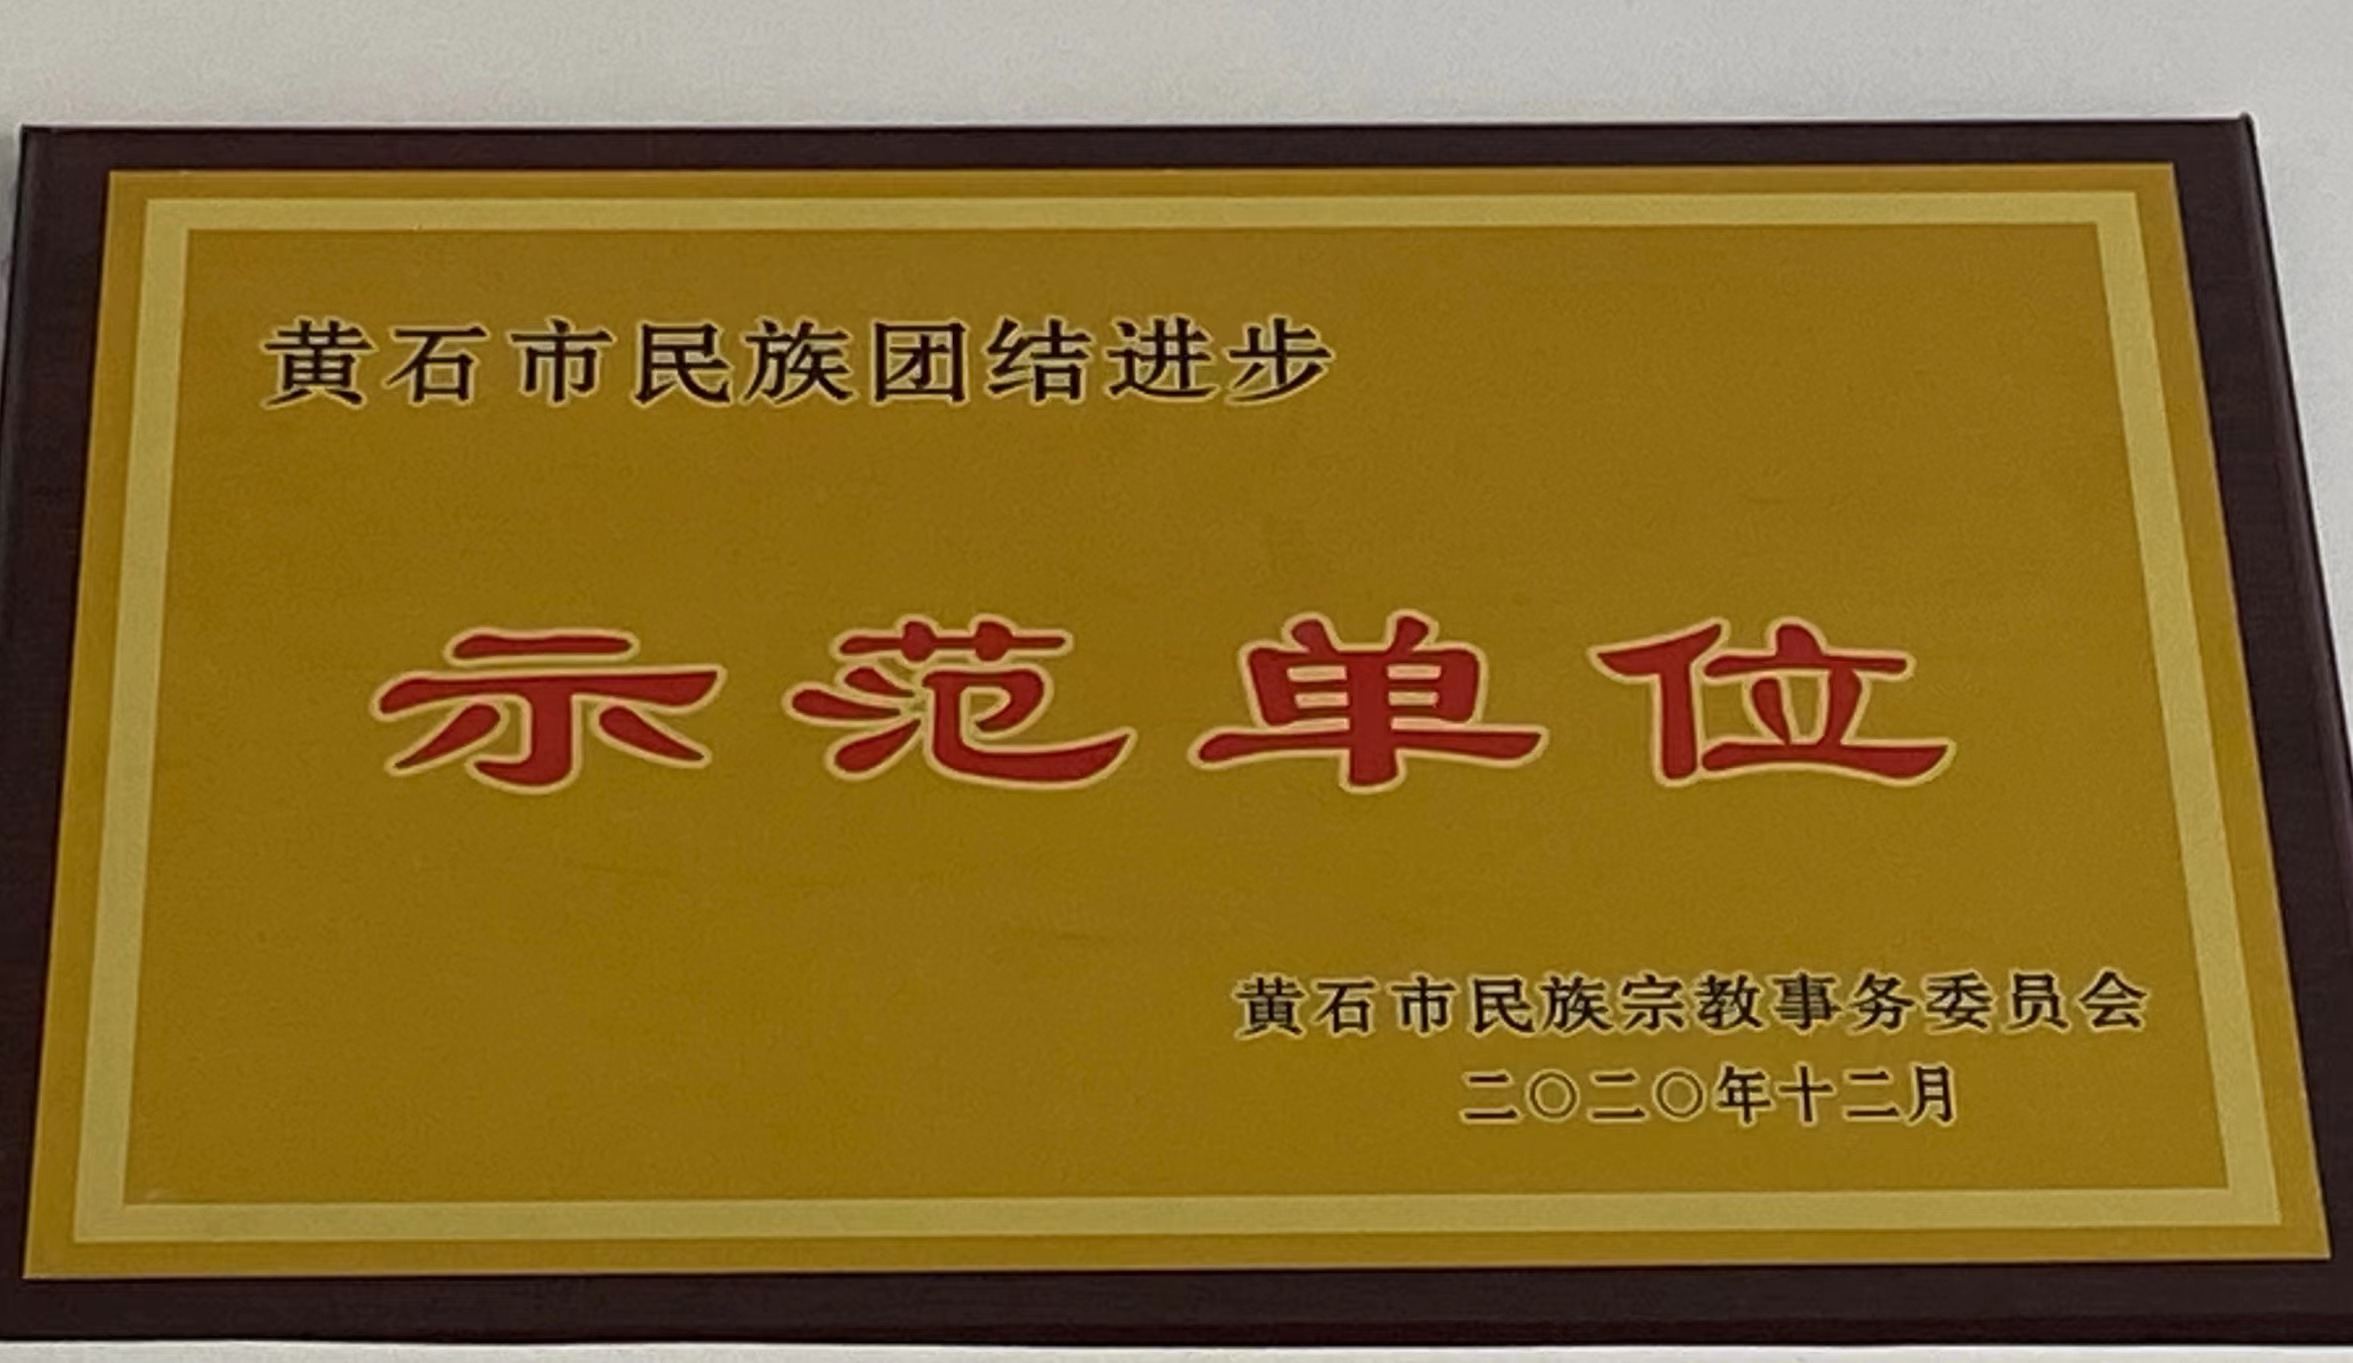 黄石市民族团结进步
示范单位
黄石市民族宗教事务委员会
二〇二〇年十二月